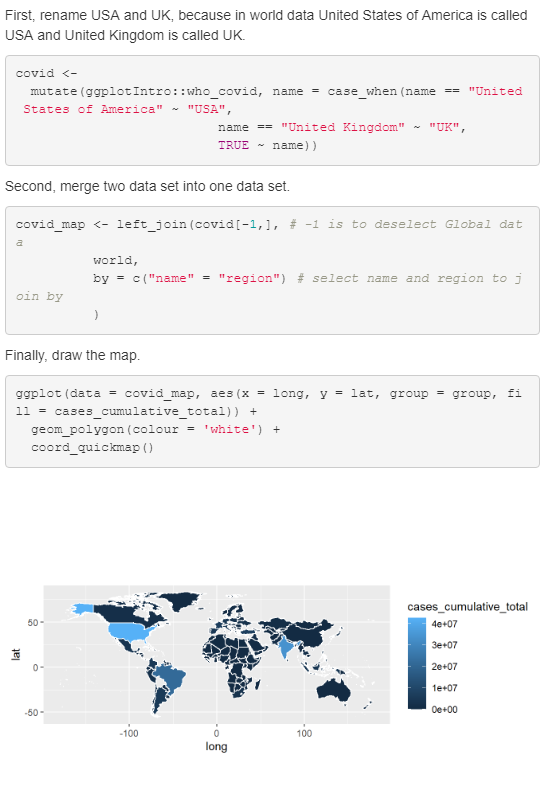 First, rename USA and UK, because in world data United States of America is called
USA and United Kingdom is called UK.
covid <-
mutate(ggplotIntro::who_covid, name = case_when(name == "United
States of America" ~ "USA",
name == "United Kingdom" ~ "UK",
TRUE ~ name))
Second, merge two data set into one data set.
covid_map <- left_join(covid[-1,], # -1 is to deselect Global dat
a
world,
by = c("name" = "region") # select name and region to j
oin by
)
Finally, draw the map.
ggplot(data = covid_map, aes(x = long, y = lat, group = group, fi
ll = cases_cumulative_total)) +
geom_polygon(colour = 'white') +
coord_quickmap()
cases_cumulative_total
4e+07
3e+07
2e+07
1e+07
0e+00
50
0
-50
lat
-100
0
100
long